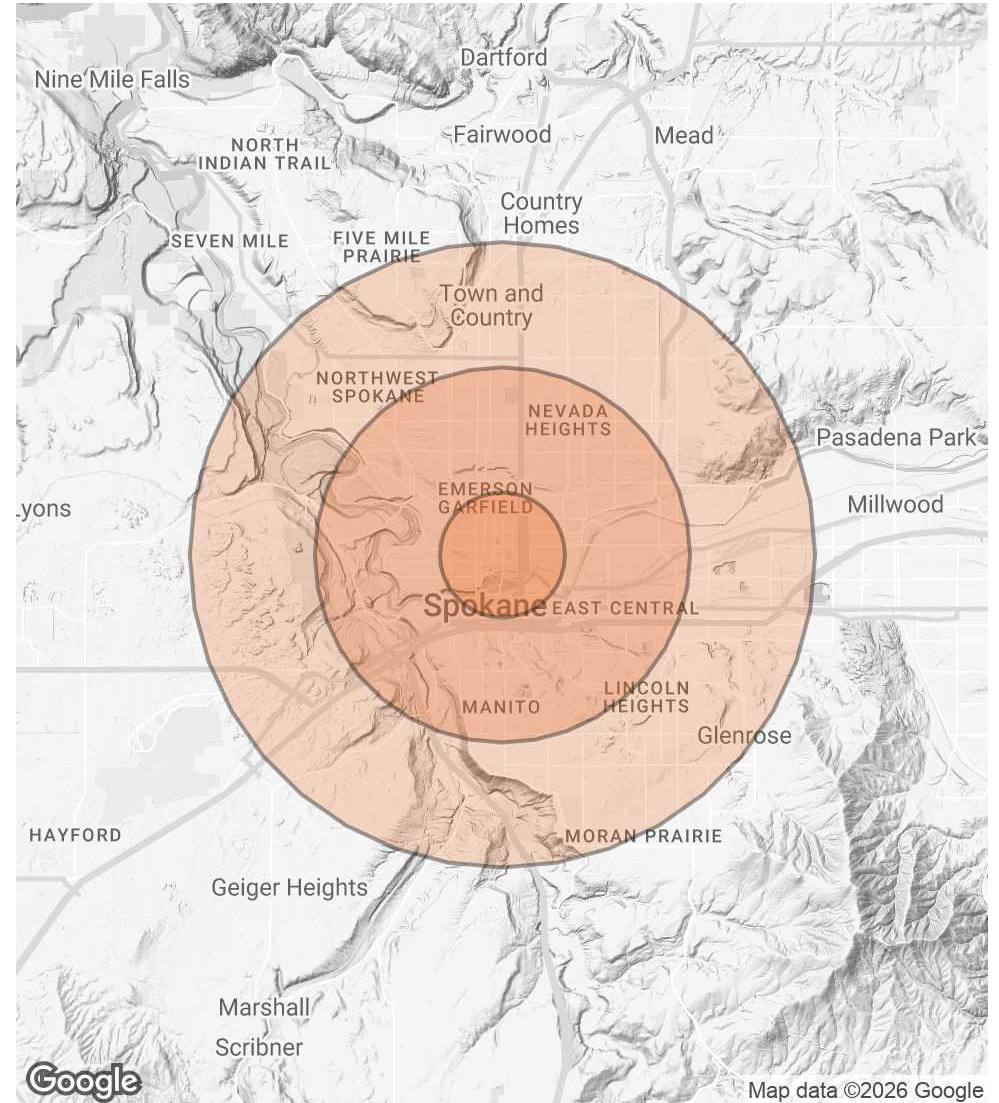 Dartford
Nine Mile Falls
Fairwood
Mead
NORTH
INDIAN TRAIL
Country
Homes
SEVEN MILE
FIVE MILE
PRAIRIE
Town and
Country
NORTHWEST
SPOKANE
NEVADA
HEIGHTS
Pasadena Park
EMERSON
GARFIELD
Millwood
Lyons
Spokane
EAST CENTRAL
LINCOLN
HEIGHTS
MANITO
Glenrose
HAYFORD
MORAN PRAIRIE
Geiger Heights
Marshall
Scribner
Google
Map data ©2026 Google